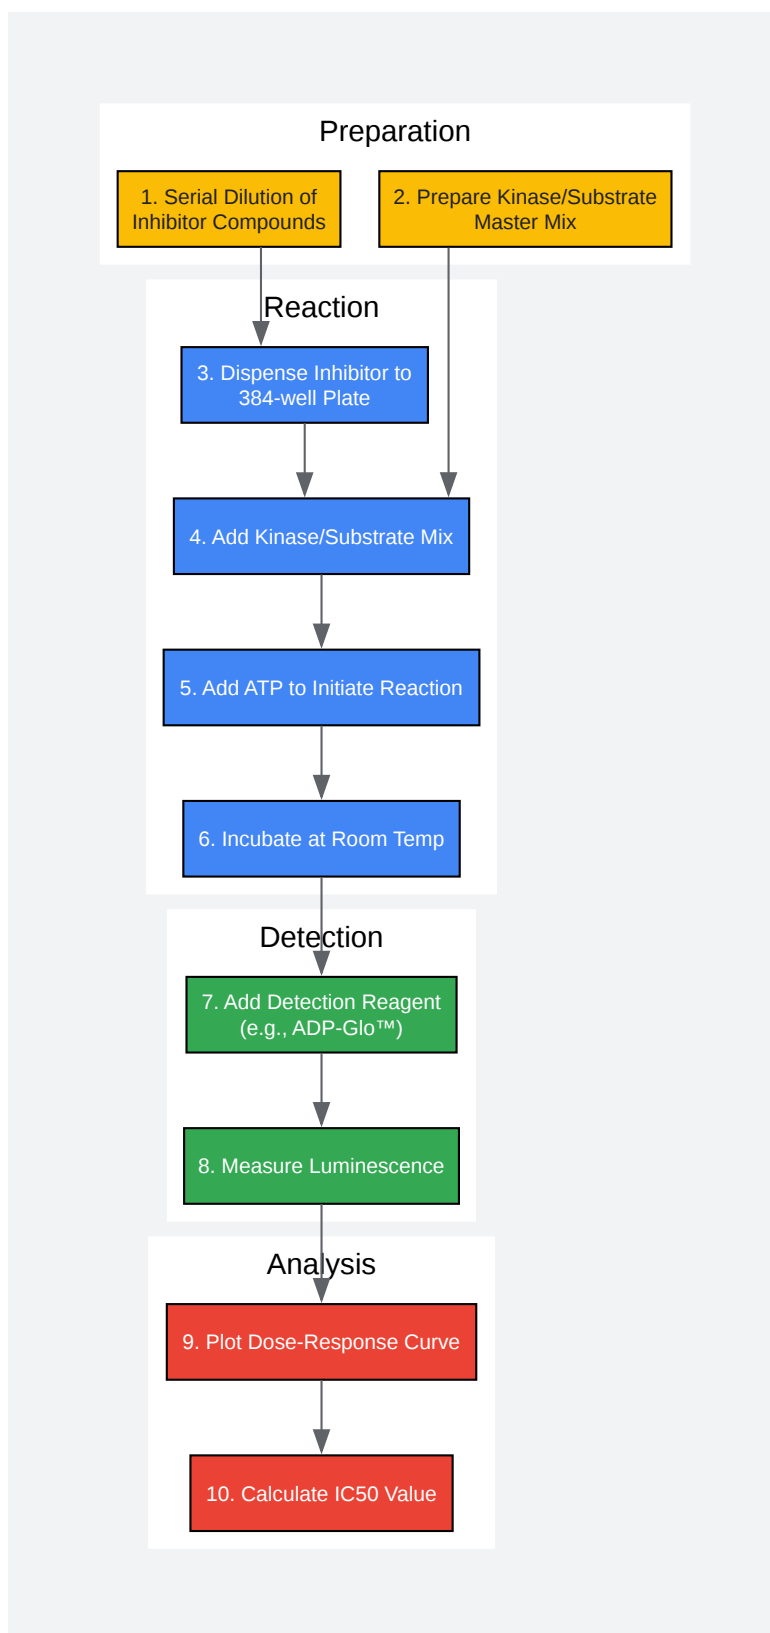 Preparation
1. Serial Dilution of
Inhibitor Compounds
2. Prepare Kinase/Substrate
Master Mix
Reaction
3. Dispense Inhibitor to
384-well Plate
4. Add Kinase/Substrate Mix
5. Add ATP to Initiate Reaction
6. Incubate at Room Temp
Detection
7. Add Detection Reagent
(e.g., ADP-Glo™)
8. Measure Luminescence
Analysis
9. Plot Dose-Response Curve
10. Calculate IC50 Value